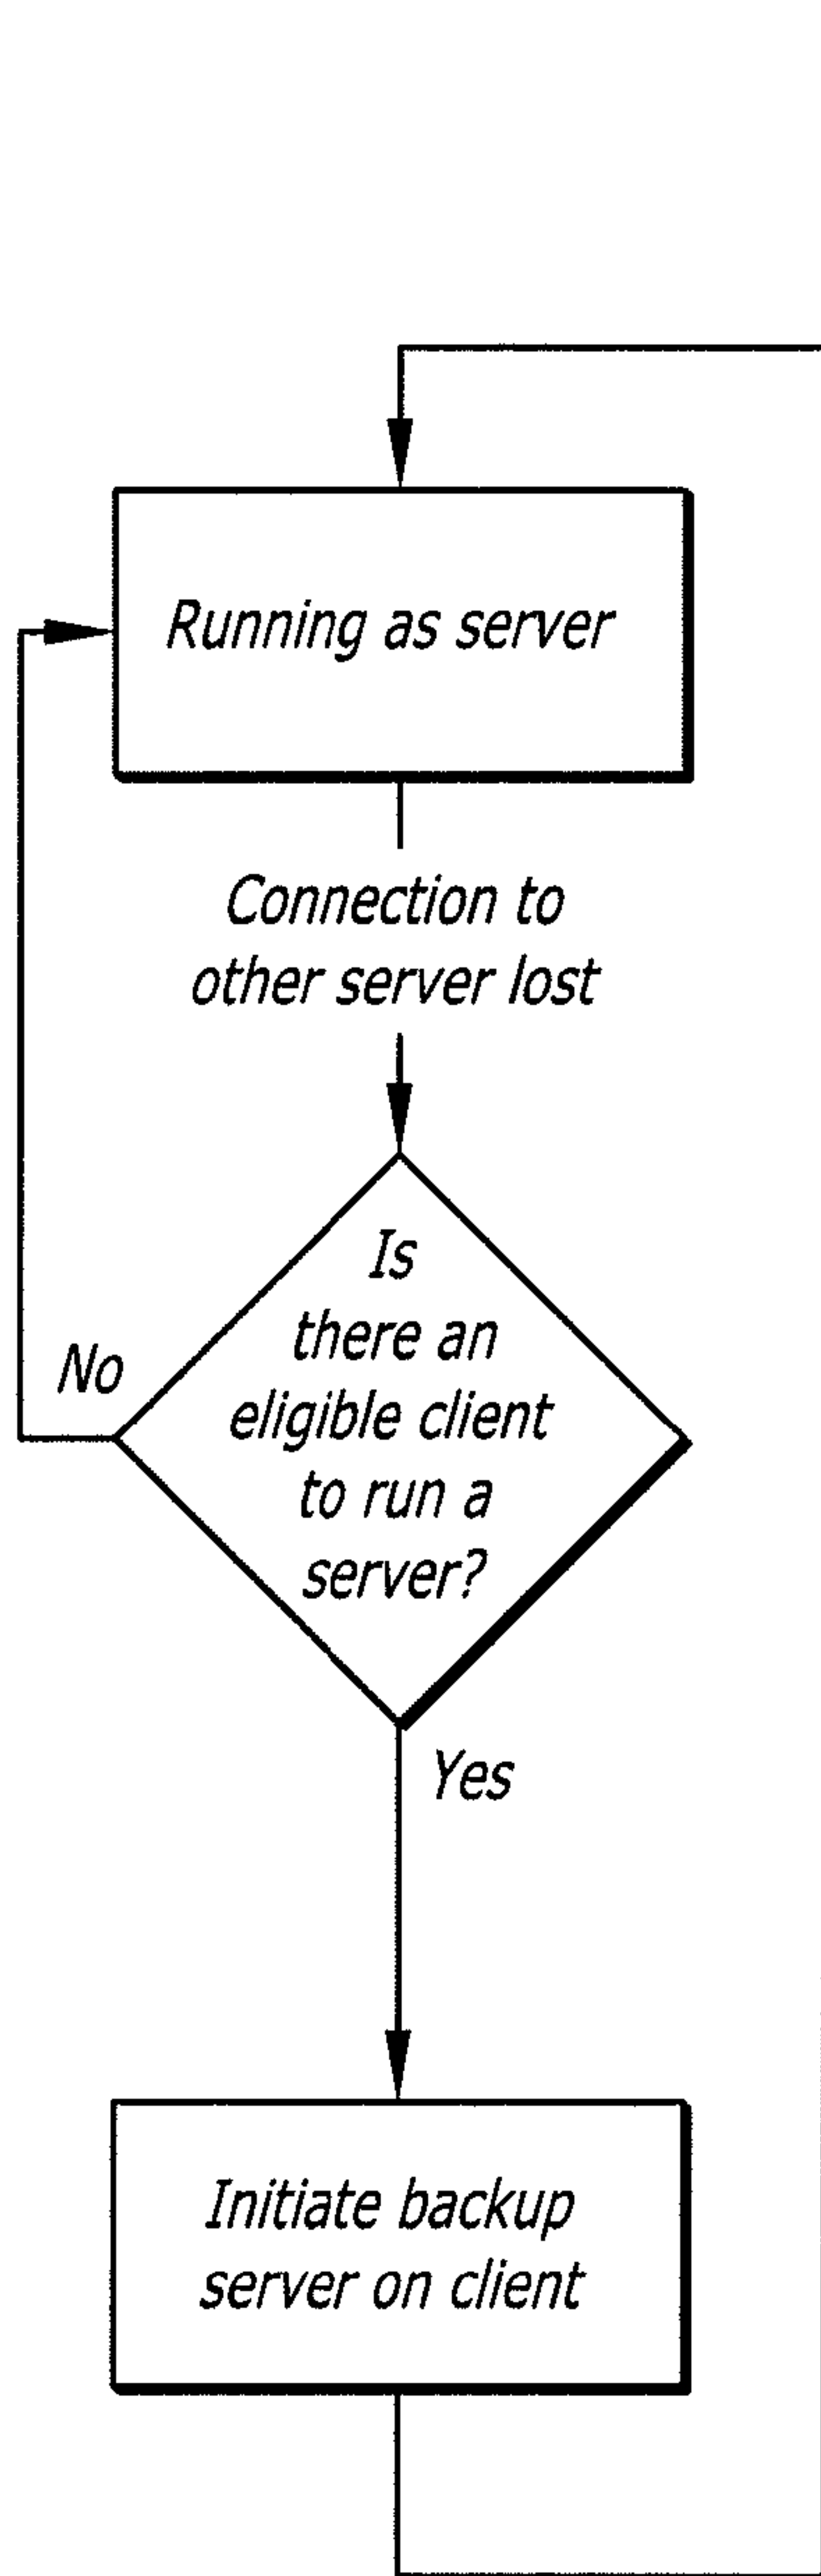 Running as server
Connection to
other server lost
Is
there an
eligible client
to run a
server?
No
Yes
Initiate backup
server on client